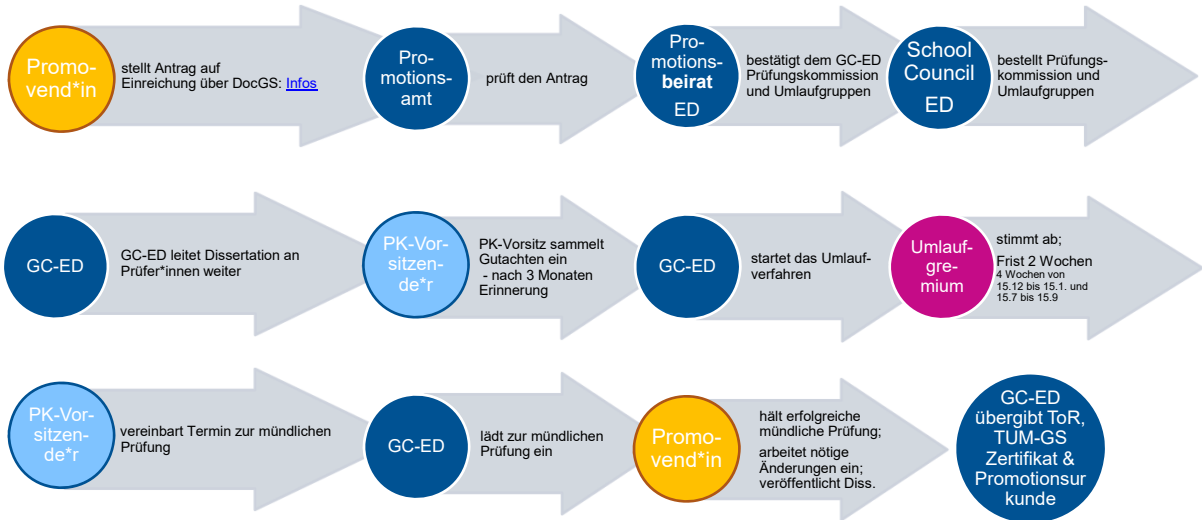 Promo-
vend*in
stellt Antrag auf
Einreichung über DocGS: Infos
Pro-
motions-
amt
prüft den Antrag
Pro-
motions-
beirat
ED
bestätigt dem GC-ED
Prüfungskommission
und Umlaufgruppen
School
Council
ED
bestellt Prüfungs-
kommission und
Umlaufgruppen
GC-ED
GC-ED leitet Dissertation an
Prüfer*innen weiter
PK-Vor-
sitzen-
de*r
PK-Vorsitz sammelt
Gutachten ein
- nach 3 Monaten
Erinnerung
GC-ED
startet das Umlauf-
verfahren
Umlauf-
gre-
mium
stimmt ab;
Frist 2 Wochen
4 Wochen von
15.12 bis 15.1. und
15.7 bis 15.9
PK-Vor-
sitzen-
de*r
vereinbart Termin zur mündlichen
Prüfung
GC-ED
lädt zur mündlichen
Prüfung ein
Promo-
vend*in
hält erfolgreiche
mündliche Prüfung;
arbeitet nötige
Änderungen ein;
veröffentlicht Diss.
GC-ED
übergibt ToR,
TUM-GS
Zertifikat &
Promotionsur
kunde